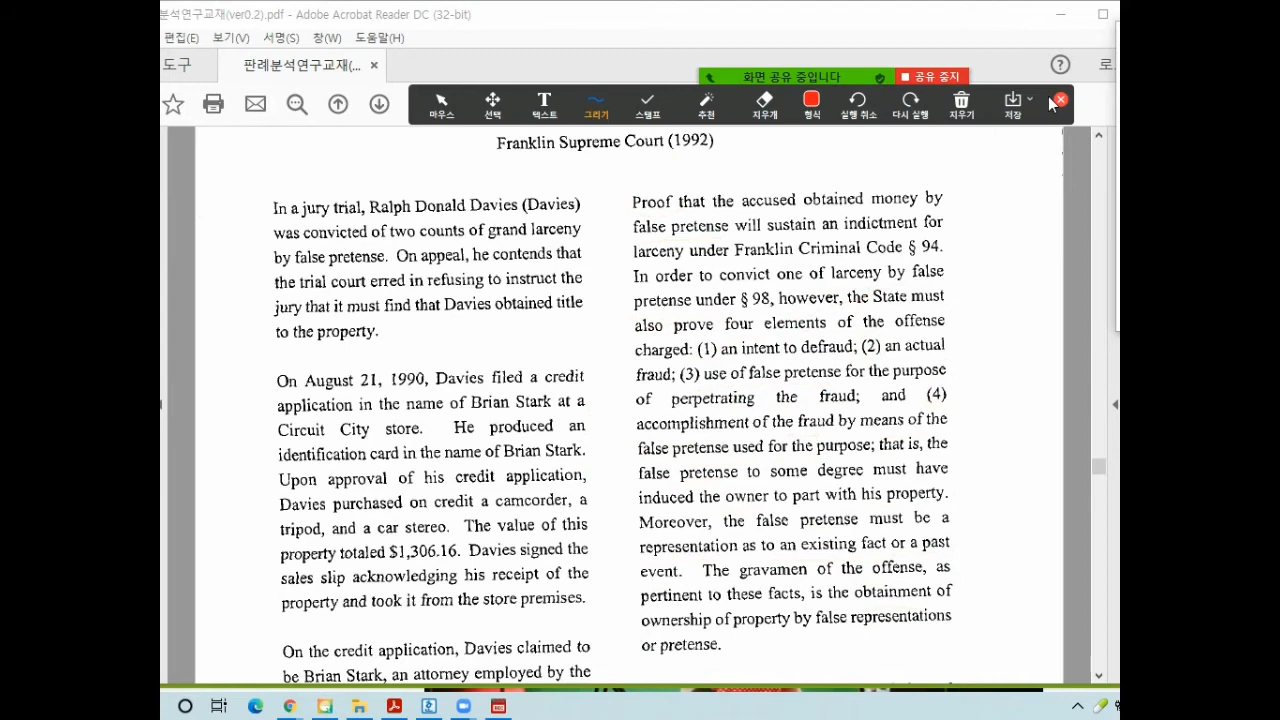 분석연구교재(ver0.2).pdf - Adobe Acrobat Reader DC (32-bit)
편집(E) 보기(V) 서명(S) 창(W) 도움말(H)
도구 판례분석연구교재(... × ? 로
화면 공유 중입니다 공유 중지
마우스 선택 텍스트 그리기 스탬프 추천 지우개 형식 실행 취소 다시 실행 지우기 저장
Franklin Supreme Court (1992)
In a jury trial, Ralph Donald Davies (Davies)
was convicted of two counts of grand larceny
by false pretense. On appeal, he contends that
the trial court erred in refusing to instruct the
jury that it must find that Davies obtained title
to the property.
On August 21, 1990, Davies filed a credit
application in the name of Brian Stark at a
Circuit City store. He produced an
identification card in the name of Brian Stark.
Upon approval of his credit application,
Davies purchased on credit a camcorder, a
tripod, and a car stereo. The value of this
property totaled $1,306.16. Davies signed the
sales slip acknowledging his receipt of the
property and took it from the store premises.
On the credit application, Davies claimed to
be Brian Stark, an attorney employed by the
Proof that the accused obtained money by
false pretense will sustain an indictment for
larceny under Franklin Criminal Code § 94.
In order to convict one of larceny by false
pretense under § 98, however, the State must
also prove four elements of the offense
charged: (1) an intent to defraud; (2) an actual
fraud; (3) use of false pretense for the purpose
of perpetrating the fraud; and (4)
accomplishment of the fraud by means of the
false pretense used for the purpose; that is, the
false pretense to some degree must have
induced the owner to part with his property.
Moreover, the false pretense must be a
representation as to an existing fact or a past
event. The gravamen of the offense, as
pertinent to these facts, is the obtainment of
ownership of property by false representations
or pretense.